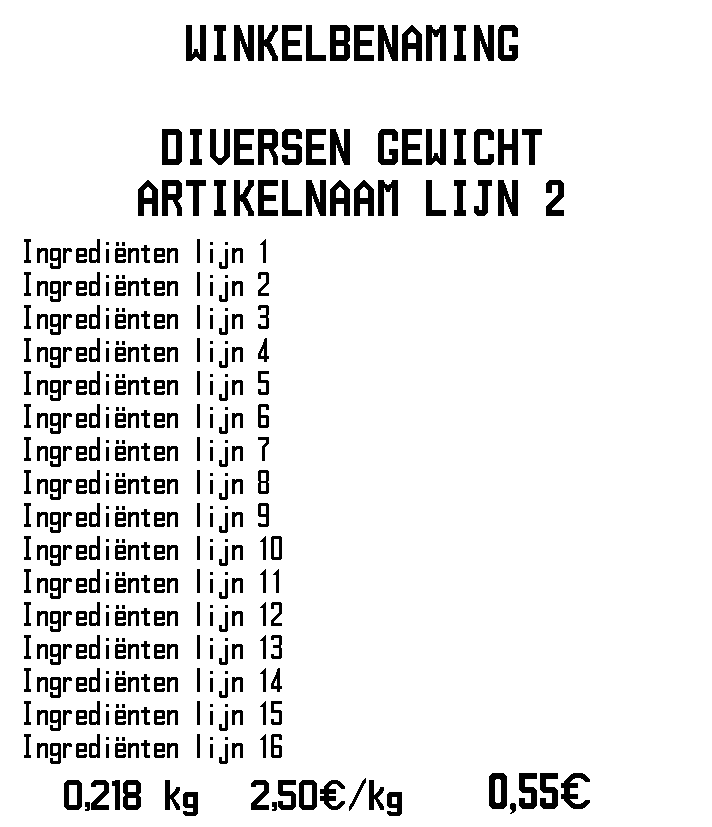 WINKELBENAMING
DIVERSEN GEWICHT
ARTIKELNAAM LIJN 2
Ingrediënten lijn 1
Ingrediënten lijn 2
Ingrediënten lijn 3
Ingrediënten lijn 4
Ingrediënten lijn 5
Ingrediënten lijn 6
Ingrediënten lijn 7
Ingrediënten lijn 8
Ingrediënten lijn 9
Ingrediënten lijn 10
Ingrediënten lijn 11
Ingrediënten lijn 12
Ingrediënten lijn 13
Ingrediënten lijn 14
Ingrediënten lijn 15
Ingrediënten lijn 16
0,218 kg 2,50€/kg 0,55€